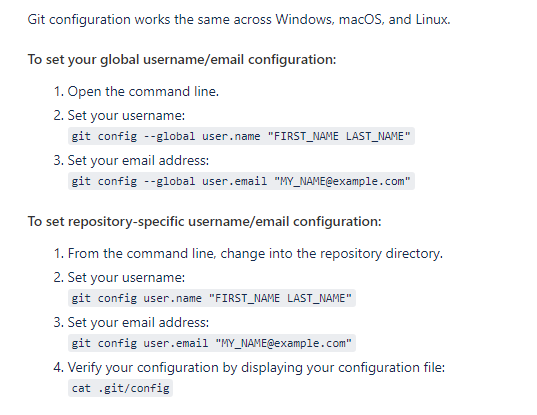 Git configuration works the same across Windows, macOS, and Linux.
To set your global username/email configuration:
1. Open the command line.
2. Set your username:
git config --global user.name "FIRST_NAME LAST_NAME"
3. Set your email address:
git config --global user.email "MY_NAME@example.com"
To set repository-specific username/email configuration:
1. From the command line, change into the repository directory.
2. Set your username:
git config user.name "FIRST_NAME LAST_NAME"
3. Set your email address:
git config user.email "MY_NAME@example.com"
4. Verify your configuration by displaying your configuration file:
cat .git/config